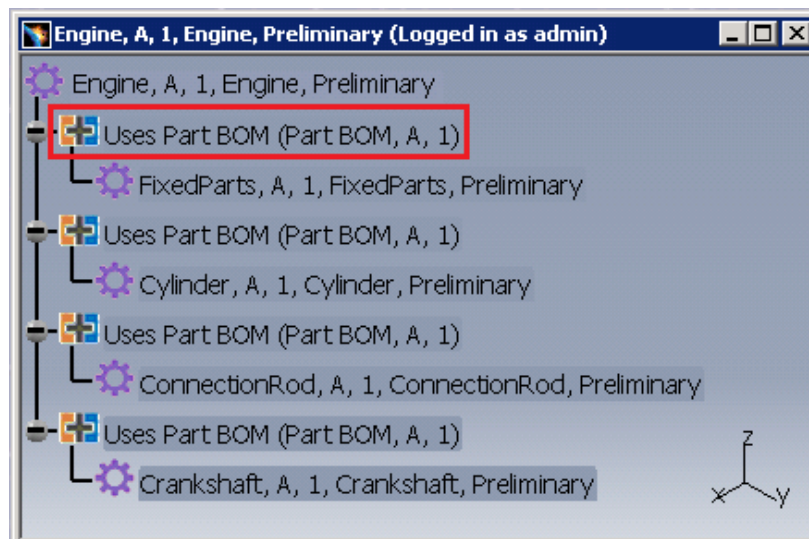 Engine, A, 1, Engine, Preliminary (Logged in as admin)
Engine, A, 1, Engine, Preliminary
Uses Part BOM (Part BOM, A, 1)
FixedParts, A, 1, FixedParts, Preliminary
Uses Part BOM (Part BOM, A, 1)
Cylinder, A, 1, Cylinder, Preliminary
Uses Part BOM (Part BOM, A, 1)
ConnectionRod, A, 1, ConnectionRod, Preliminary
Uses Part BOM (Part BOM, A, 1)
Crankshaft, A, 1, Crankshaft, Preliminary
z
x y